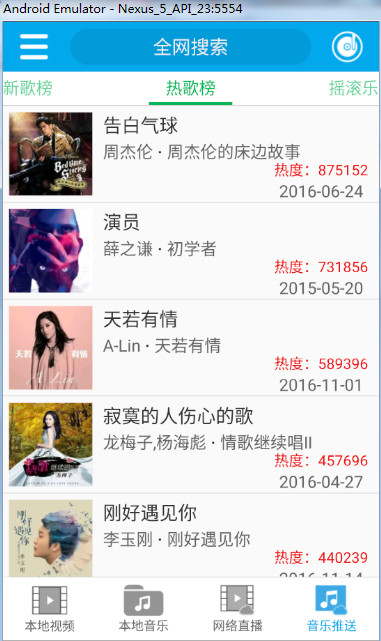 Android Emulator - Nexus_5_API_23:5554
全网搜索
新歌榜 热歌榜 摇滚乐
告白气球
周杰伦 · 周杰伦的床边故事
热度：875152
2016-06-24
演员
薛之谦 · 初学者
热度：731856
2015-05-20
天若有情
A-Lin · 天若有情
热度：589396
2016-11-01
寂寞的人伤心的歌
龙梅子,杨海彪 · 情歌继续唱II
热度：457696
2016-04-27
刚好遇见你
李玉刚 · 刚好遇见你
热度：440239
2016-11-14
本地视频 本地音乐 网络直播 音乐推送